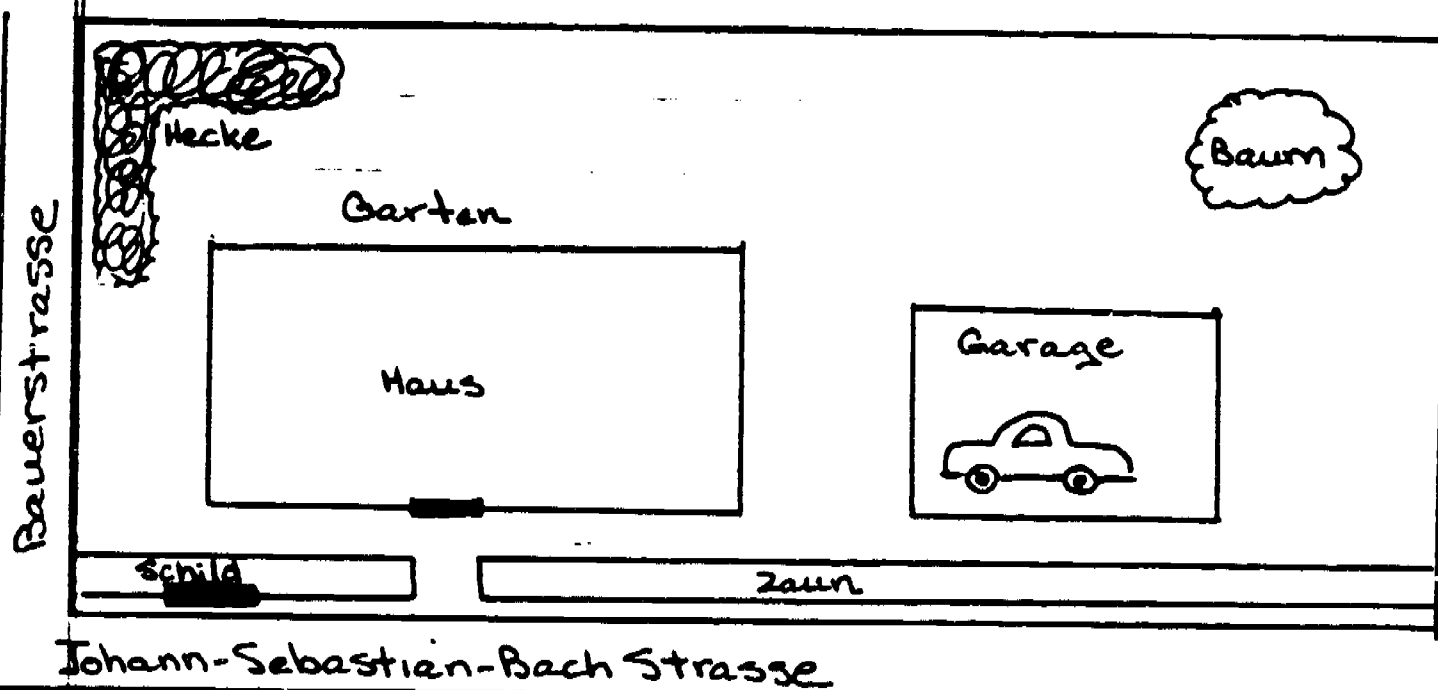 Hecke
Baum
Garten
Bauerstrasse
Garage
Haus
Schild
Zaun
Johann-Sebastian-Bach Strasse